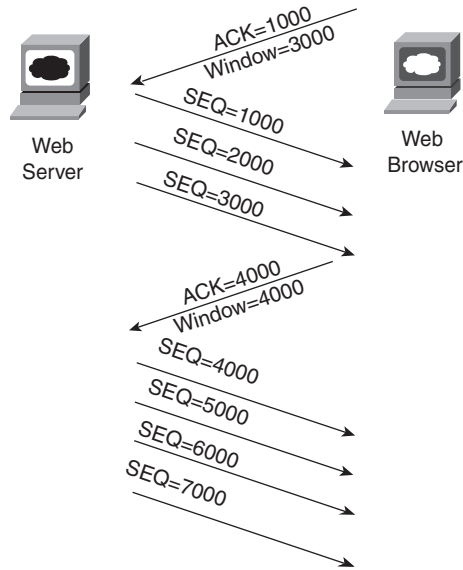 ACK=1000
Window=3000
Web
Server
Web
Browser
SEQ=1000
SEQ=2000
SEQ=3000
ACK=4000
Window=4000
SEQ=4000
SEQ=5000
SEQ=6000
SEQ=7000